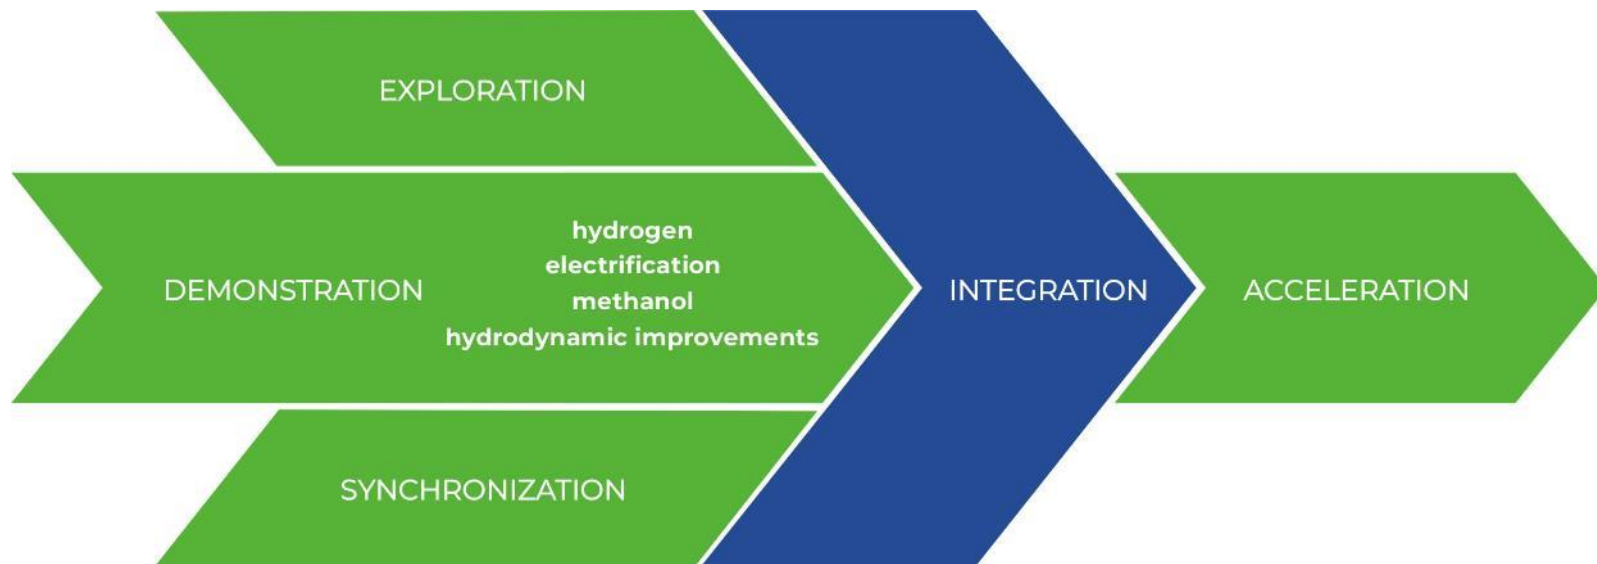 EXPLORATION
DEMONSTRATION
hydrogen
electrification
methanol
hydrodynamic improvements
INTEGRATION
ACCELERATION
SYNCHRONIZATION